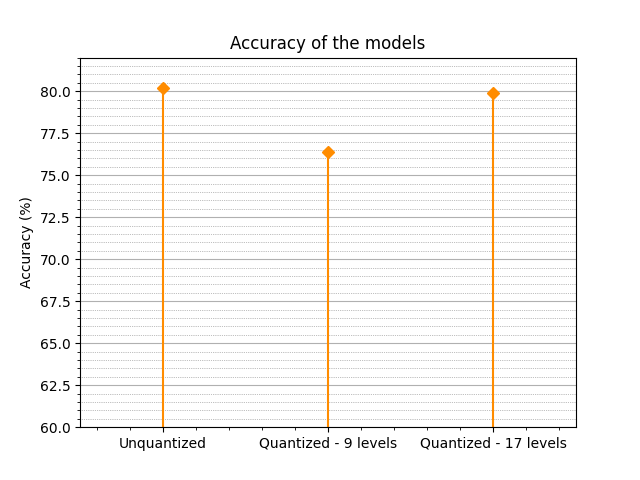 Accuracy of the models
Accuracy (%)
80.0
77.5
75.0
72.5
70.0
67.5
65.0
62.5
60.0
Unquantized
Quantized - 9 levels
Quantized - 17 levels